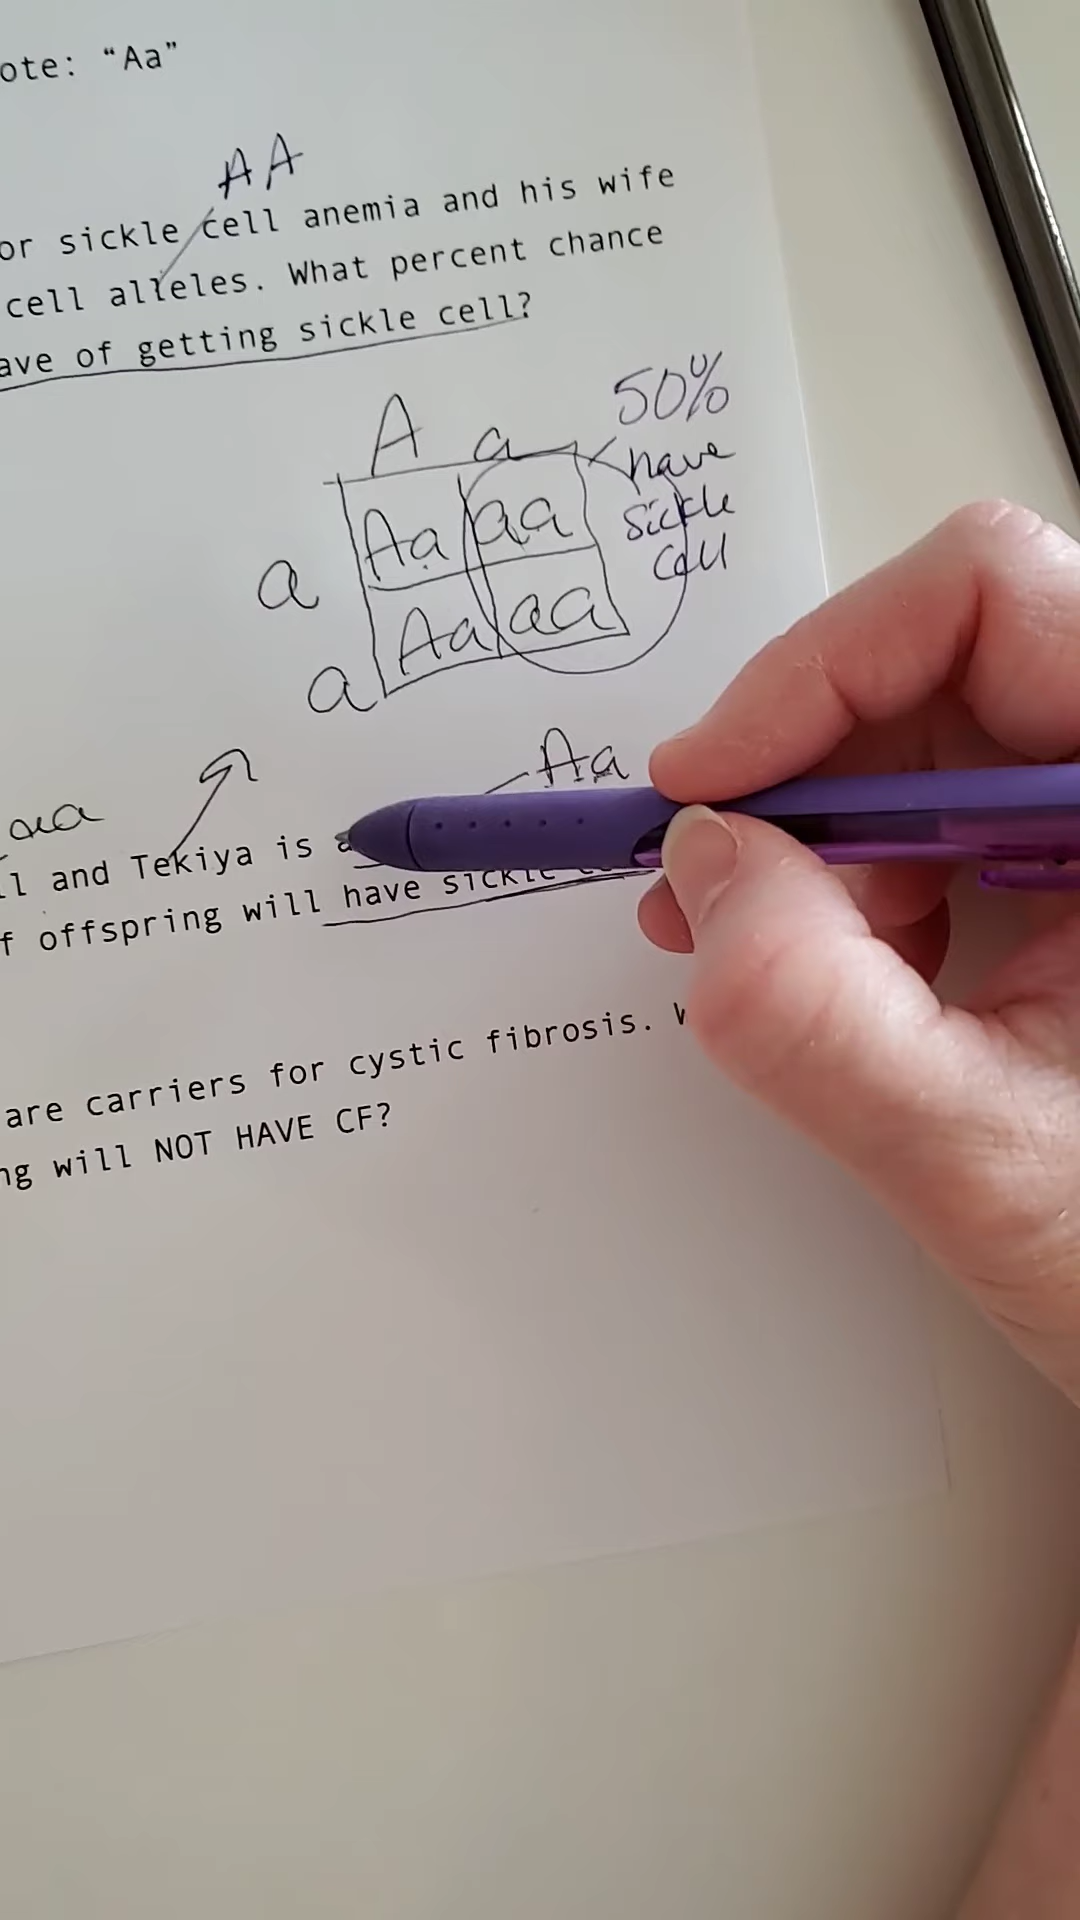 ote: “Aa”
AA
or sickle cell anemia and his wife
cell alleles. What percent chance
ave of getting sickle cell?
A a
50%
have
sickle
cell
Aa aa
a
Aa aa
a
Aa
aa
ll and Tekiya is a
f offspring will have sickle
are carriers for cystic fibrosis. W
ng will NOT HAVE CF?